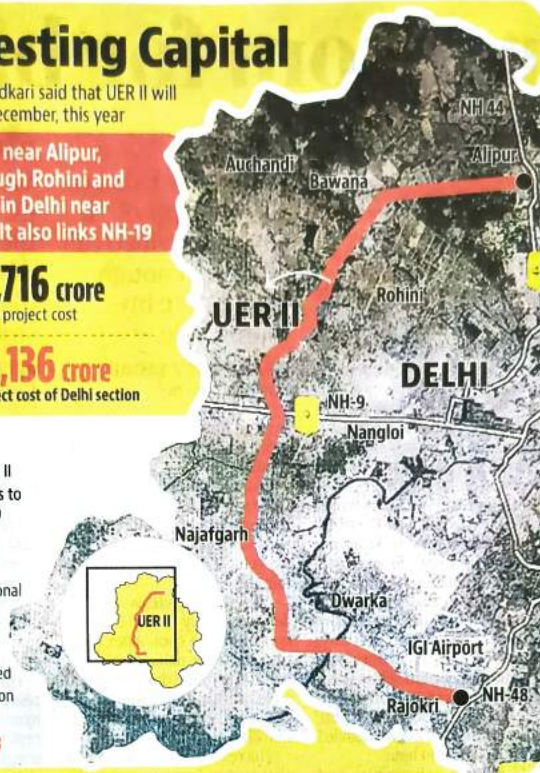 esting Capital
dkari said that UER II will
ecember, this year
near Alipur,
ugh Rohini and
in Delhi near
It also links NH-19
,716 crore
project cost
,136 crore
ect cost of Delhi section
II
s to
onal
ed
on
NH 44
Alipur
Auchandi
Bawana
Rohini
UER II
DELHI
NH-9
Nangloi
Najafgarh
UER II
Dwarka
IGI Airport
Rajokri
NH-48